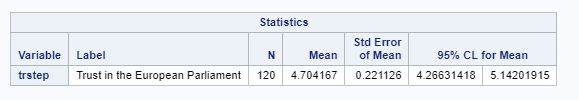 Statistics
Std Error
Variable Label N Mean of Mean 95% CL for Mean
trstep Trust in the European Parliament 120 4.704167 0.221126 4.26631418 5.14201915